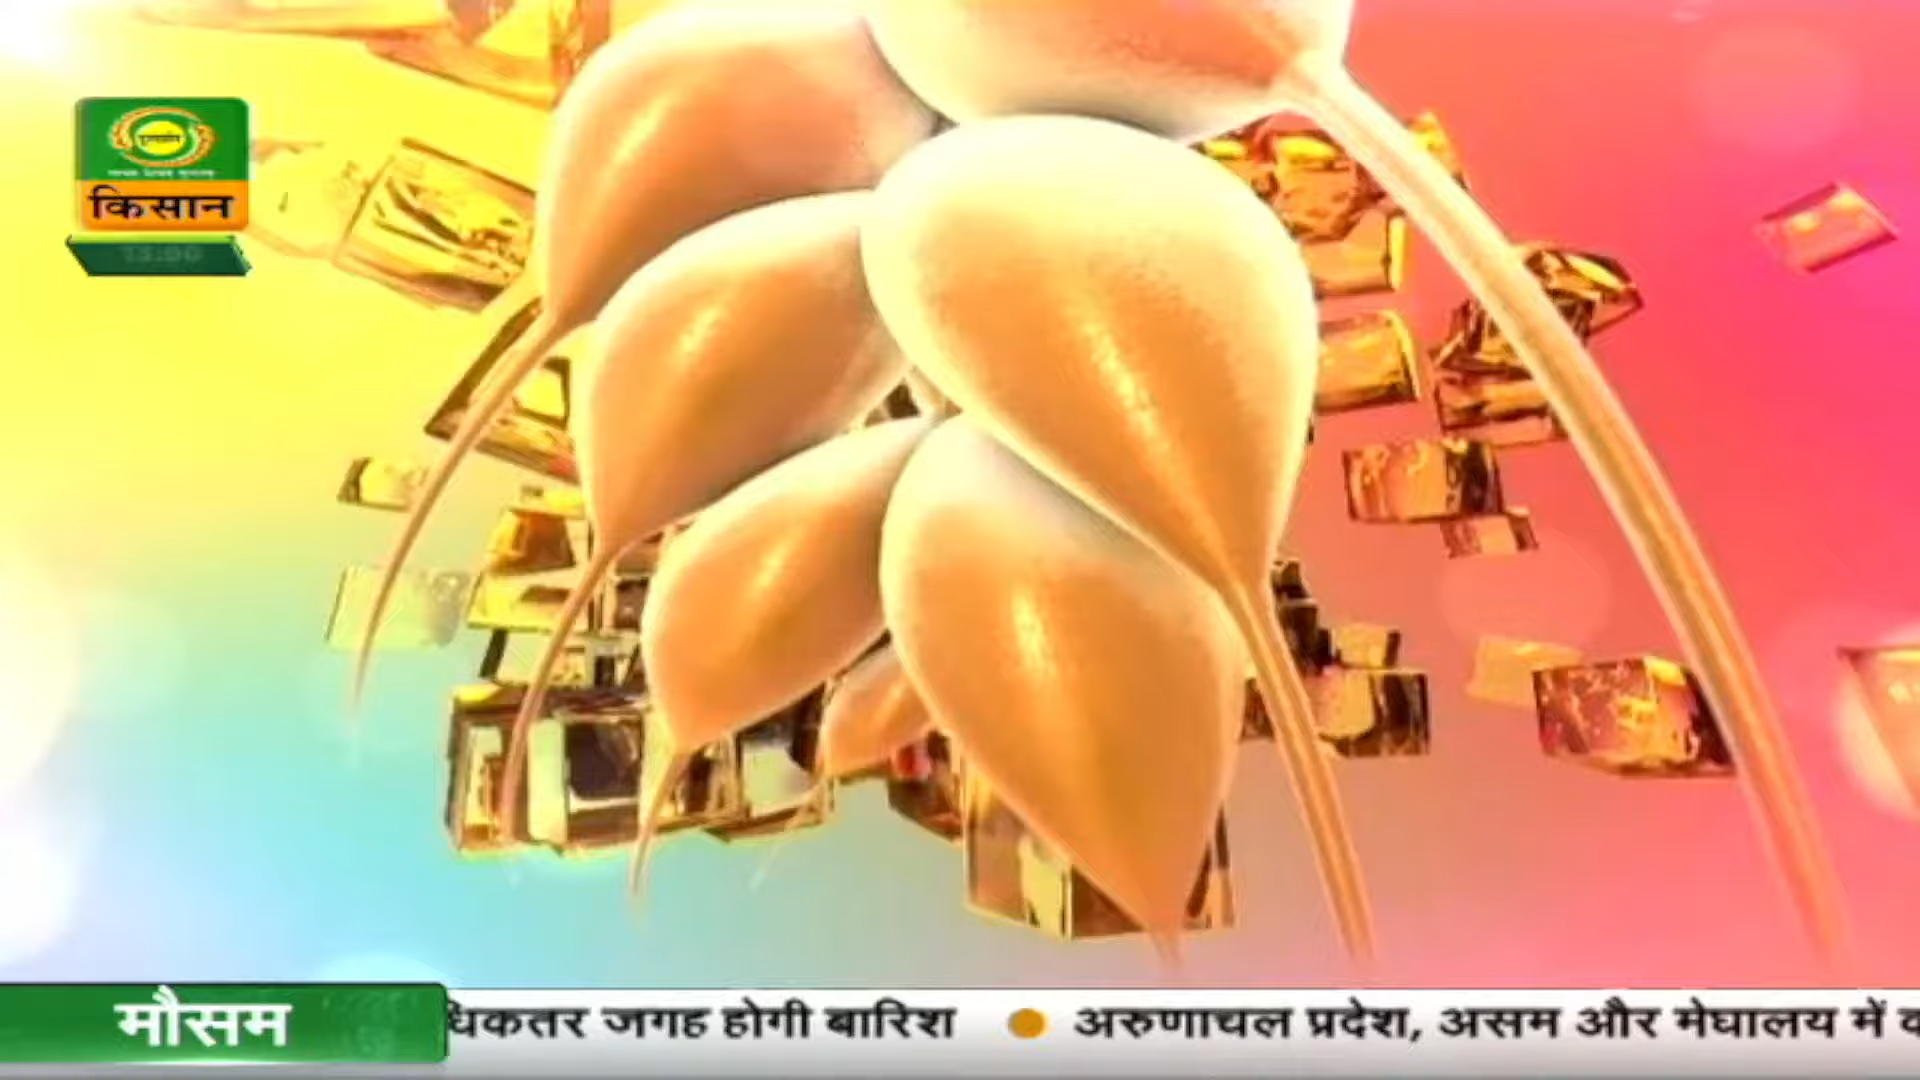 किसान
मौसम
धिकतर जगह होगी बारिश ● अरुणाचल प्रदेश, असम और मेघालय में